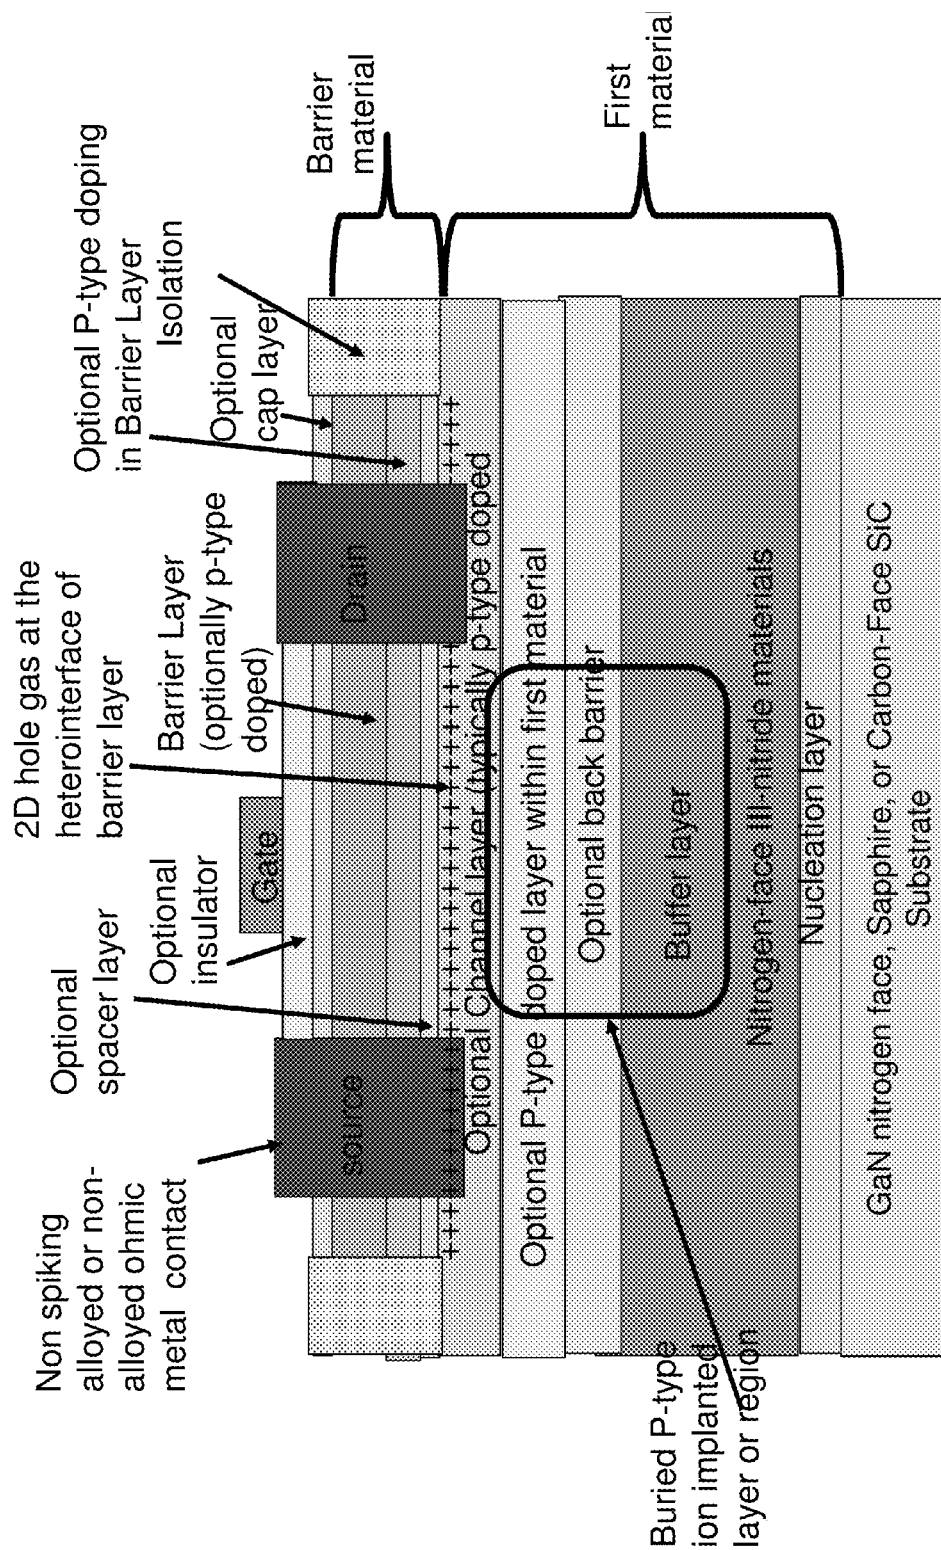 Non spiking
alloyed or non-
alloyed ohmic
metal contact
Optional
spacer layer
Optional
insulator
2D hole gas at the
heterointerface of
barrier layer
Barrier Layer
(optionally p-type
doped)
Optional P-type doping
in Barrier Layer
Isolation
Optional
cap layer
Barrier
material
First
material
Gate
source
Drain
+++++++++++++++++++++++++++++++++
Optional Channel layer (typically p-type doped
Optional P-type doped layer within first material
Optional back barrier
Buffer layer
Nitrogen-face III-nitride materials
Nucleation layer
GaN nitrogen face, Sapphire, or Carbon-Face SiC
Substrate
Buried P-type
ion implanted
layer or region